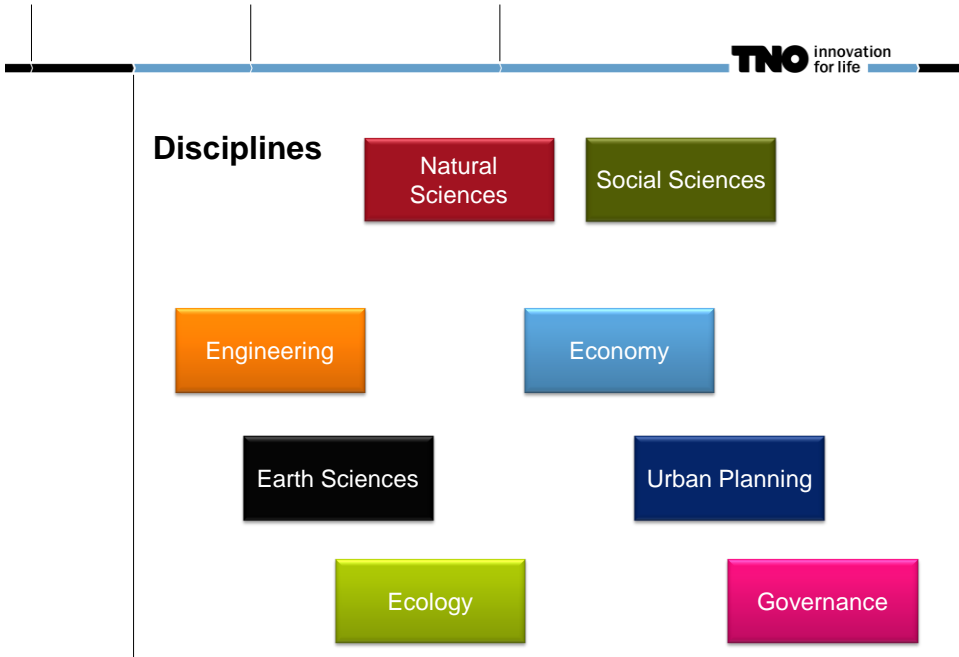 TNO innovation
for life
Disciplines
Natural
Sciences
Social Sciences
Engineering
Economy
Earth Sciences
Urban Planning
Ecology
Governance